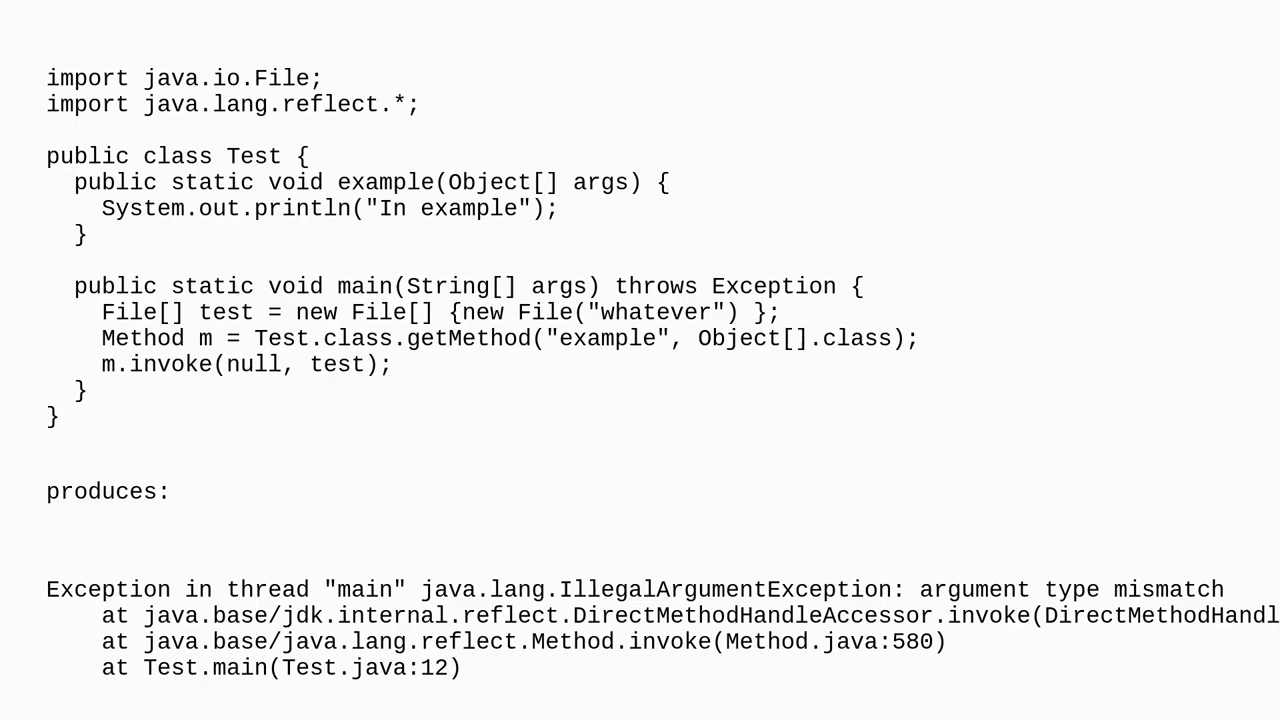 import java.io.File;
import java.lang.reflect.*;
public class Test {
public static void example(Object[] args) {
System.out.println("In example");
}
public static void main(String[] args) throws Exception {
File[] test = new File[] {new File("whatever") };
Method m = Test.class.getMethod("example", Object[].class);
m.invoke(null, test);
}
}
produces:
Exception in thread "main" java.lang.IllegalArgumentException: argument type mismatch
at java.base/jdk.internal.reflect.DirectMethodHandleAccessor.invoke(DirectMethodHandl
at java.base/java.lang.reflect.Method.invoke(Method.java:580)
at Test.main(Test.java:12)